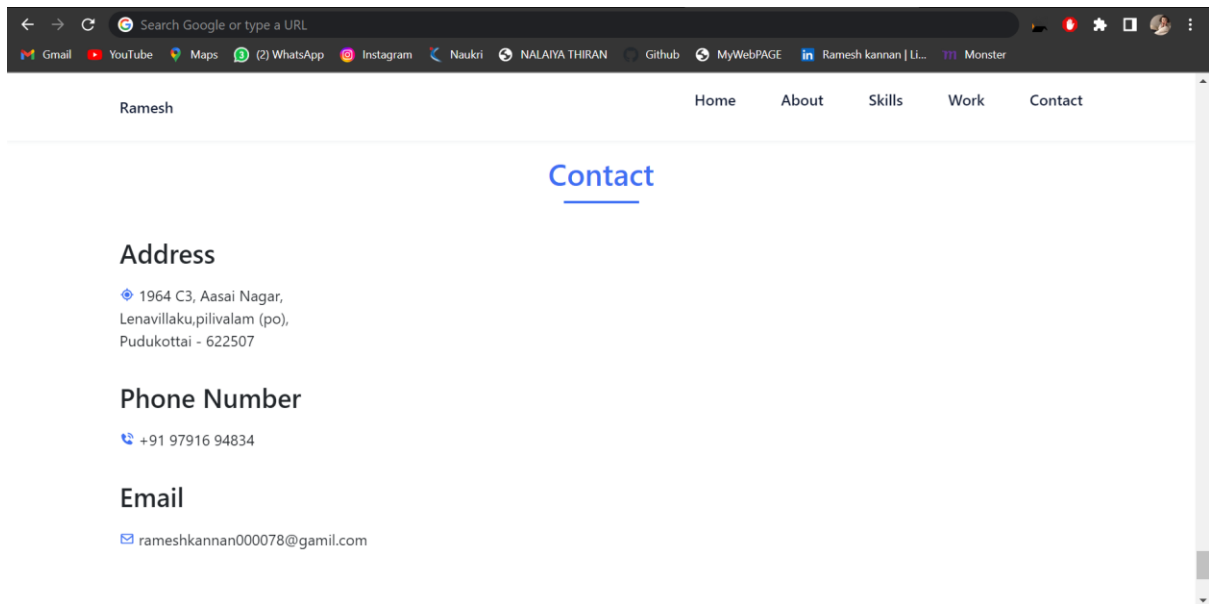 Search Google or type a URL
Gmail YouTube Maps (2) WhatsApp Instagram Naukri NALAIYA THIRAN Github MyWebPAGE Ramesh kannan | Li... Monster
Ramesh Home About Skills Work Contact
Contact
Address
1964 C3, Aasai Nagar,
Lenavillaku,pilivalam (po),
Pudukottai - 622507
Phone Number
+91 97916 94834
Email
rameshkannan000078@gamil.com